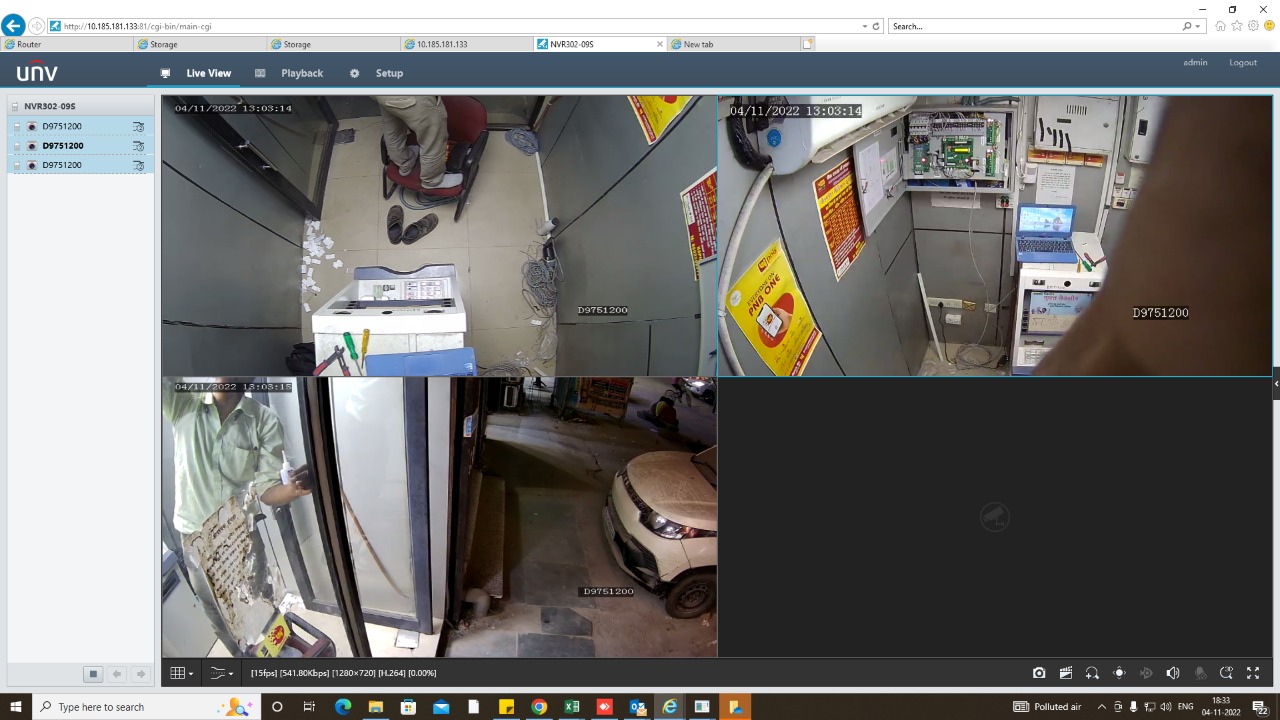 http://10.185.181.133:81/cgi-bin/main-cgi
Search...
Router
Storage
Storage
10.185.181.133
NVR302-09S
New tab
unv
Live View
Playback
Setup
admin
Logout
NVR302-09S
D9751200
D9751200
D9751200
04/11/2022 13:03:14
D9751200
04/11/2022 13:03:14
PNB ONE
D9751200
04/11/2022 13:03:15
D9751200
[15fps] [541.80Kbps] [1280×720] [H.264] [0.00%]
Type here to search
Polluted air
ENG
18:33
04-11-2022
22